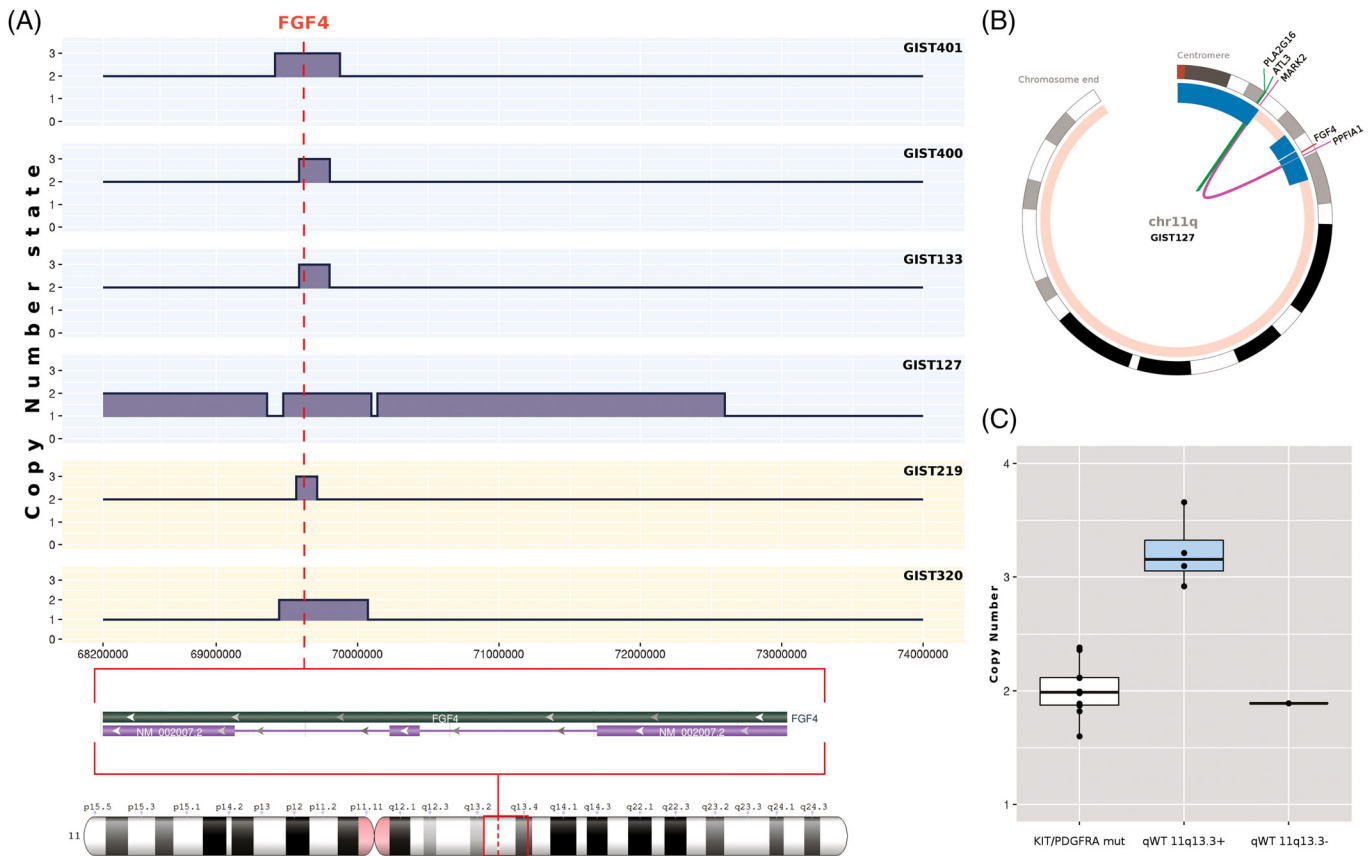 (A)
FGF4
Copy Number state
GIST401
3
2
1
0
GIST400
3
2
1
0
GIST133
3
2
1
0
GIST127
3
2
1
0
GIST219
3
2
1
0
GIST320
3
2
1
0
68200000 69000000 70000000 71000000 72000000 73000000 74000000
FGF4 FGF4
NM_002007.2 NM_002007.2
p15.5 p15.3 p15.1 p14.2 p13 p12 p11.2 p11.11 q12.1 q12.3 q13.2 q13.4 q14.1 q14.3 q22.1 q22.3 q23.2 q23.3 q24.1 q24.3
11
(B)
Centromere
Chromosome end
PLA2G16
ATL3
MARK2
FGF4
PPFIA1
chr11q
GIST127
(C)
Copy Number
4
3
2
1
KIT/PDGFRA mut qWT 11q13.3+ qWT 11q13.3-